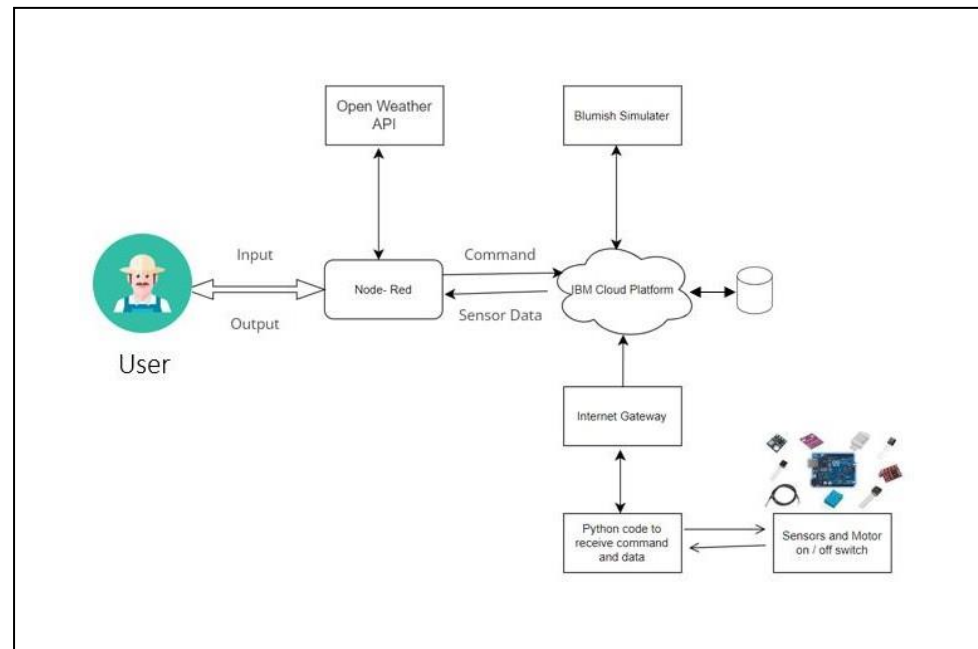 Open Weather
API
Blumish Simulater
Input
Command
Node- Red
IBM Cloud Platform
Output
Sensor Data
User
Internet Gateway
Python code to
receive command
and data
Sensors and Motor
on / off switch